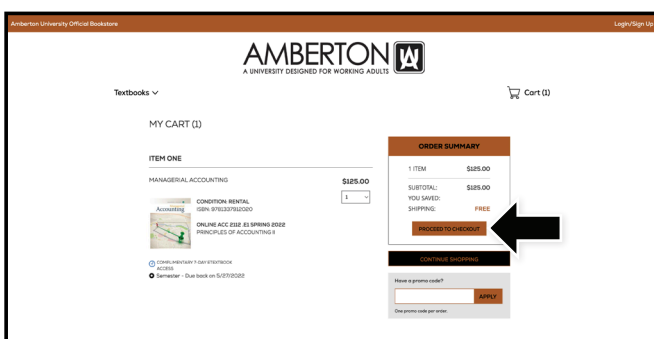 Amberton University Official Bookstore
Login/Sign Up
AMBERTON
A UNIVERSITY DESIGNED FOR WORKING ADULTS
Textbooks
Cart (1)
MY CART (1)
ITEM ONE
MANAGERIAL ACCOUNTING
$125.00
1
Accounting
CONDITION: RENTAL
ISBN: 9781337912020
ONLINE ACC 2112 .E1 SPRING 2022
PRINCIPLES OF ACCOUNTING II
COMPLIMENTARY 7-DAY ETEXTBOOK
ACCESS
Semester - Due back on 5/27/2022
ORDER SUMMARY
1 ITEM $125.00
SUBTOTAL: $125.00
YOU SAVED:
SHIPPING: FREE
PROCEED TO CHECKOUT
CONTINUE SHOPPING
Have a promo code?
APPLY
One promo code per order.